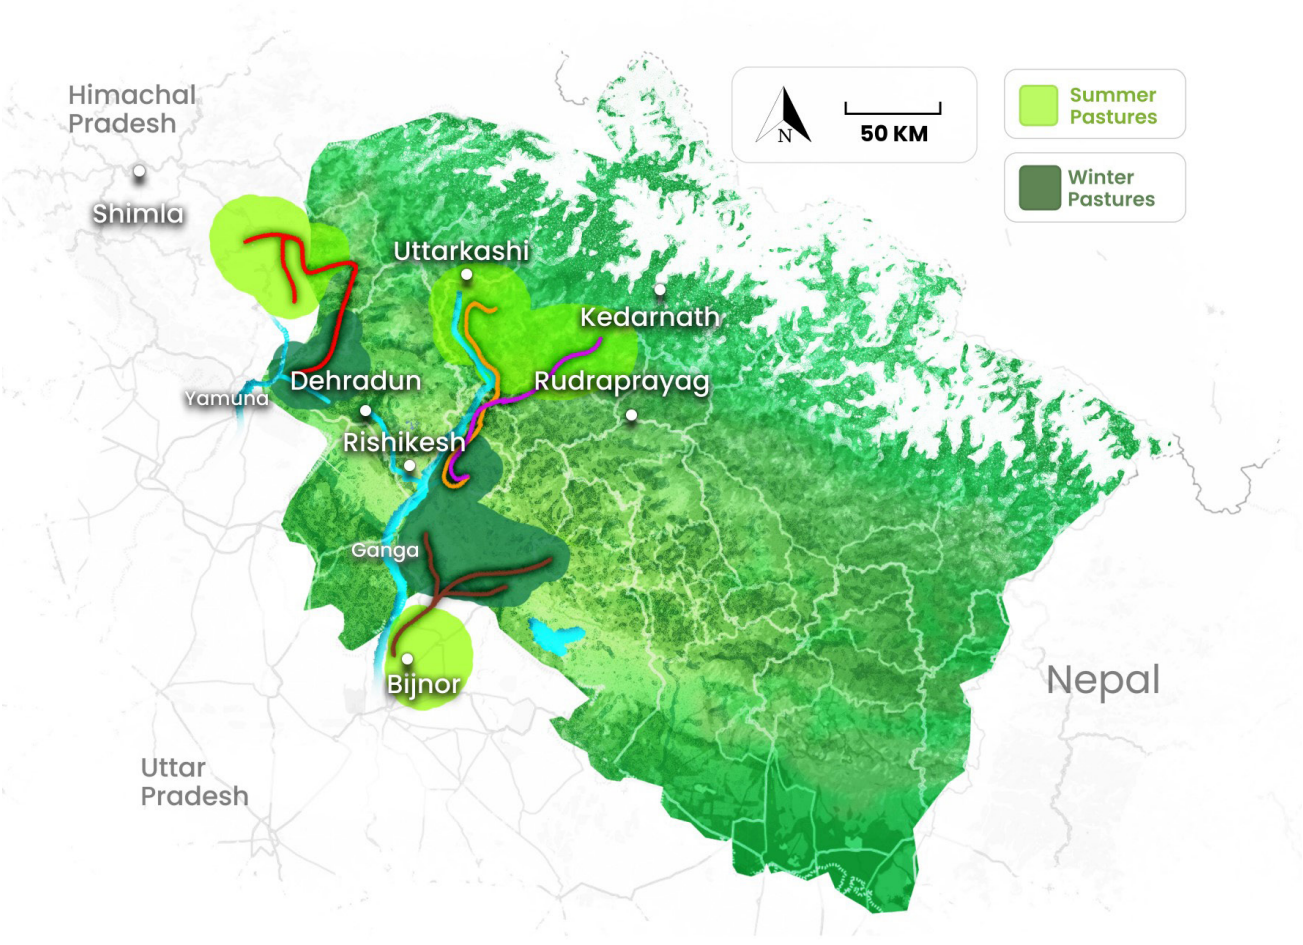 Himachal
Pradesh
Shimla
N
50 KM
Summer
Pastures
Winter
Pastures
Uttarkashi
Kedarnath
Dehradun
Rudraprayag
Yamuna
Rishikesh
Ganga
Bijnor
Nepal
Uttar
Pradesh